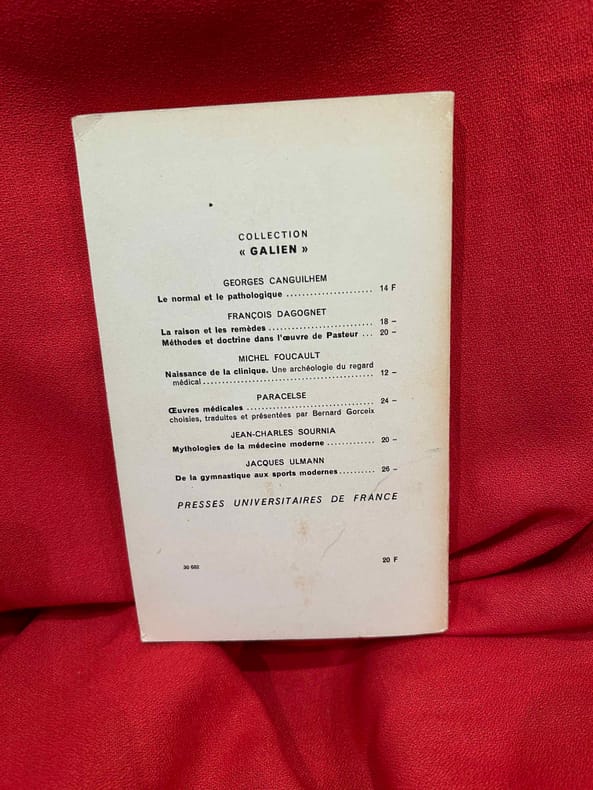 COLLECTION
« GALIEN »
GEORGES CANGUILHEM
Le normal et le pathologique ...................... 14 F
FRANÇOIS DAGOGNET
La raison et les remèdes ........................... 18 –
Méthodes et doctrine dans l'œuvre de Pasteur ... 20 –
MICHEL FOUCAULT
Naissance de la clinique. Une archéologie du regard
médical ............................................ 12 –
PARACELSE
Œuvres médicales ................................. 24 –
choisies, traduites et présentées par Bernard Gorceix
JEAN-CHARLES SOURNIA
Mythologies de la médecine moderne ............ 20 –
JACQUES ULMANN
De la gymnastique aux sports modernes .......... 26 –
PRESSES UNIVERSITAIRES DE FRANCE
30 682 20 F